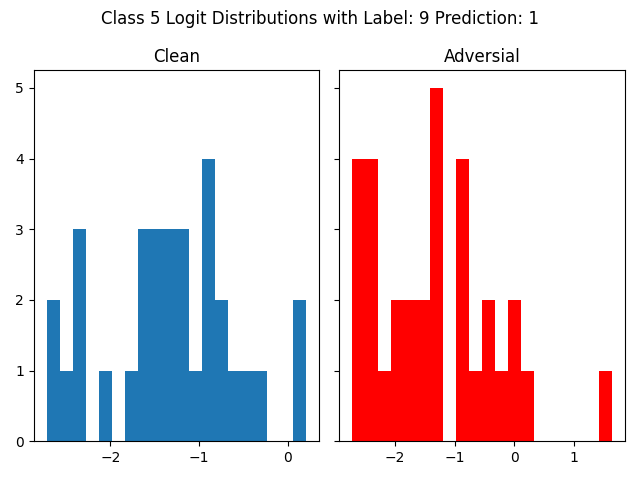 Class 5 Logit Distributions with Label: 9 Prediction: 1
Clean
Adversial
5
4
3
2
1
0
−2 −1 0
−2 −1 0 1